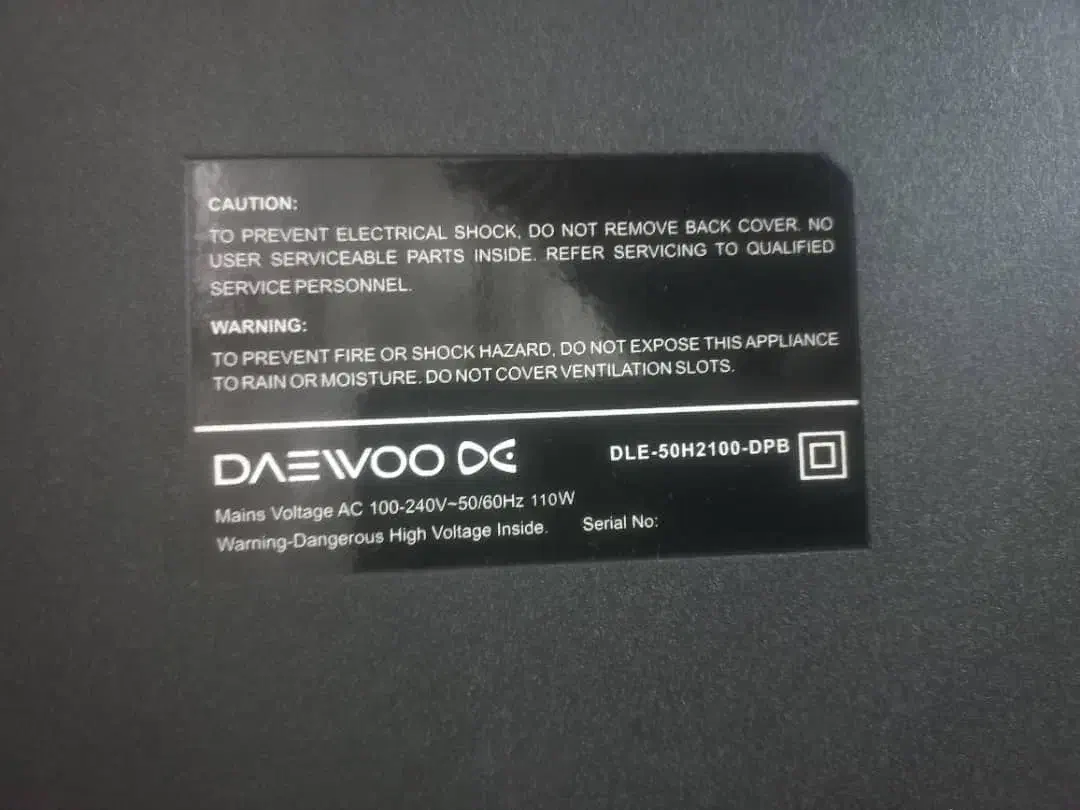 CAUTION:
TO PREVENT ELECTRICAL SHOCK, DO NOT REMOVE BACK COVER. NO
USER SERVICEABLE PARTS INSIDE. REFER SERVICING TO QUALIFIED
SERVICE PERSONNEL.
WARNING:
TO PREVENT FIRE OR SHOCK HAZARD, DO NOT EXPOSE THIS APPLIANCE
TO RAIN OR MOISTURE. DO NOT COVER VENTILATION SLOTS.
DAEWOO
DLE-50H2100-DPB
Mains Voltage AC 100-240V~50/60Hz 110W
Warning-Dangerous High Voltage Inside. Serial No: